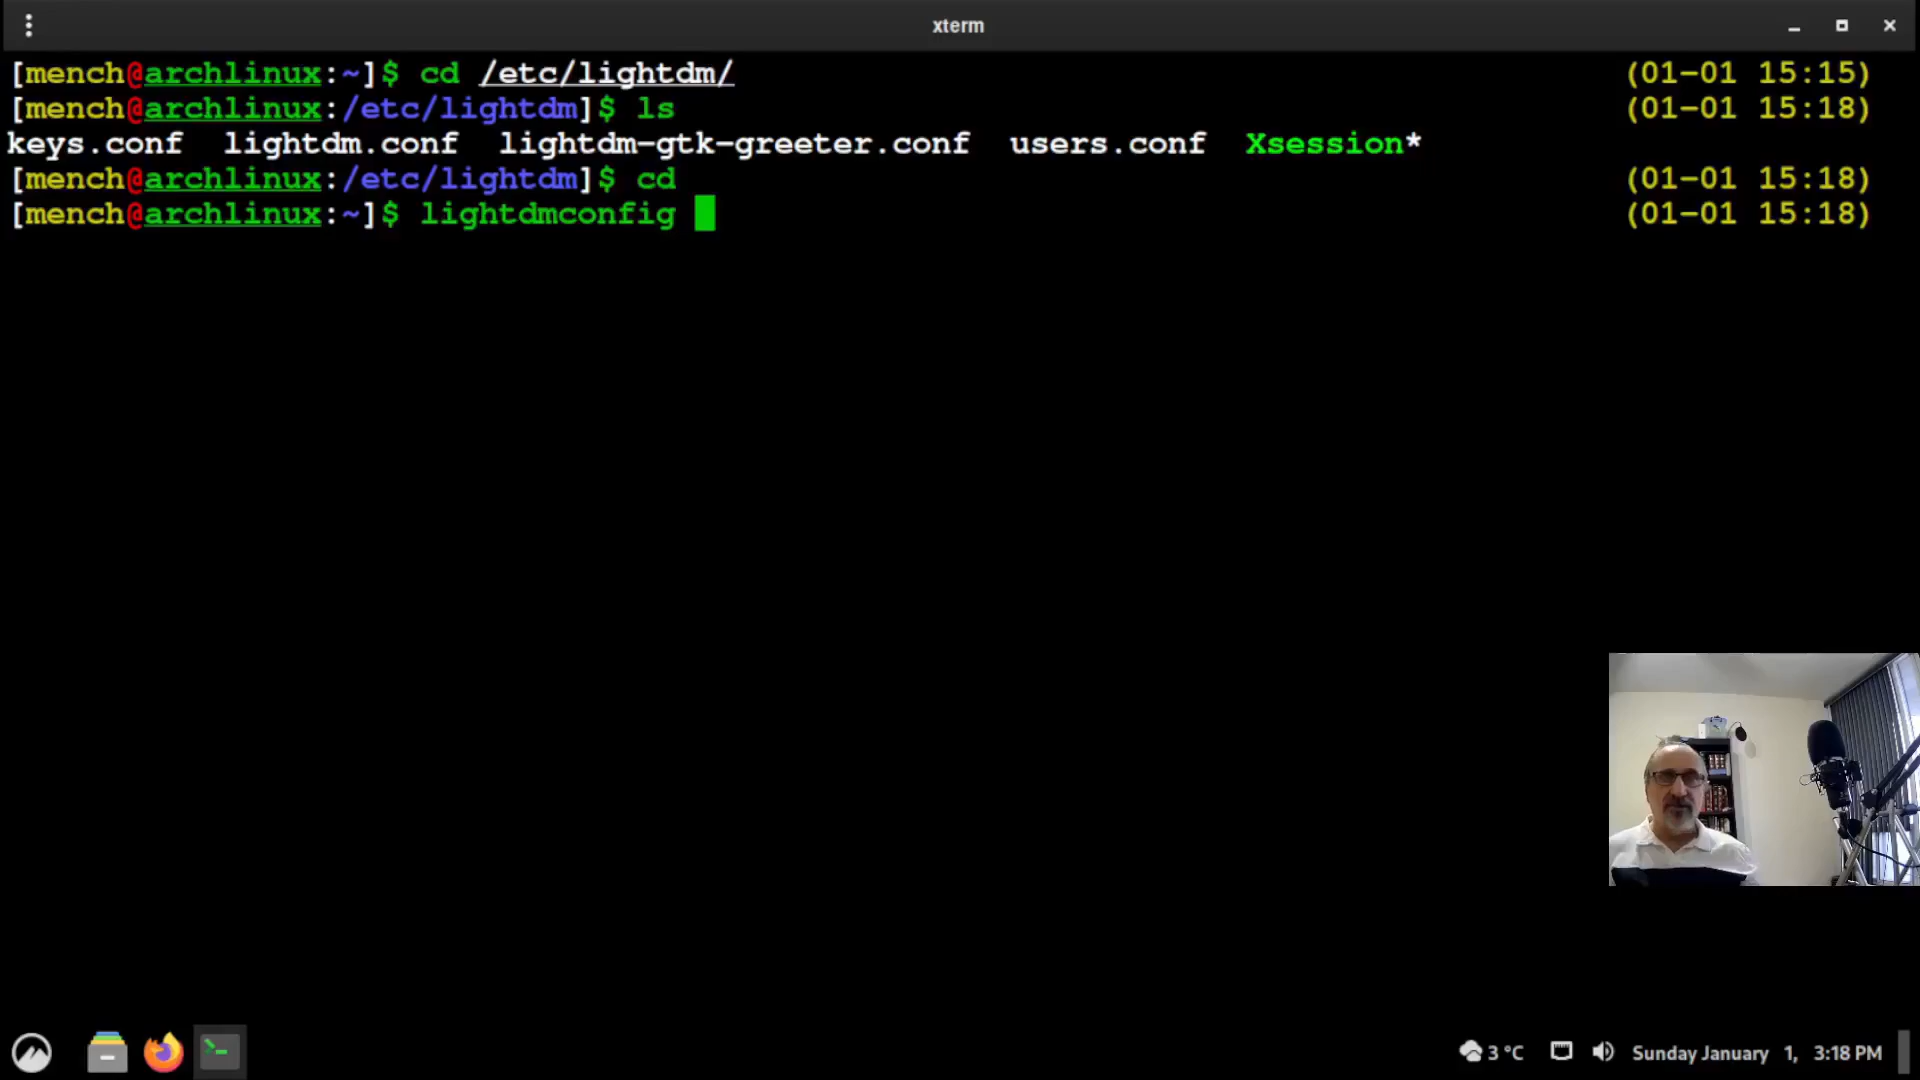 xterm
[mench@archlinux:~]$ cd /etc/lightdm/ (01-01 15:15)
[mench@archlinux:/etc/lightdm]$ ls (01-01 15:18)
keys.conf lightdm.conf lightdm-gtk-greeter.conf users.conf Xsession*
[mench@archlinux:/etc/lightdm]$ cd (01-01 15:18)
[mench@archlinux:~]$ lightdmconfig (01-01 15:18)
3 °C Sunday January 1, 3:18 PM